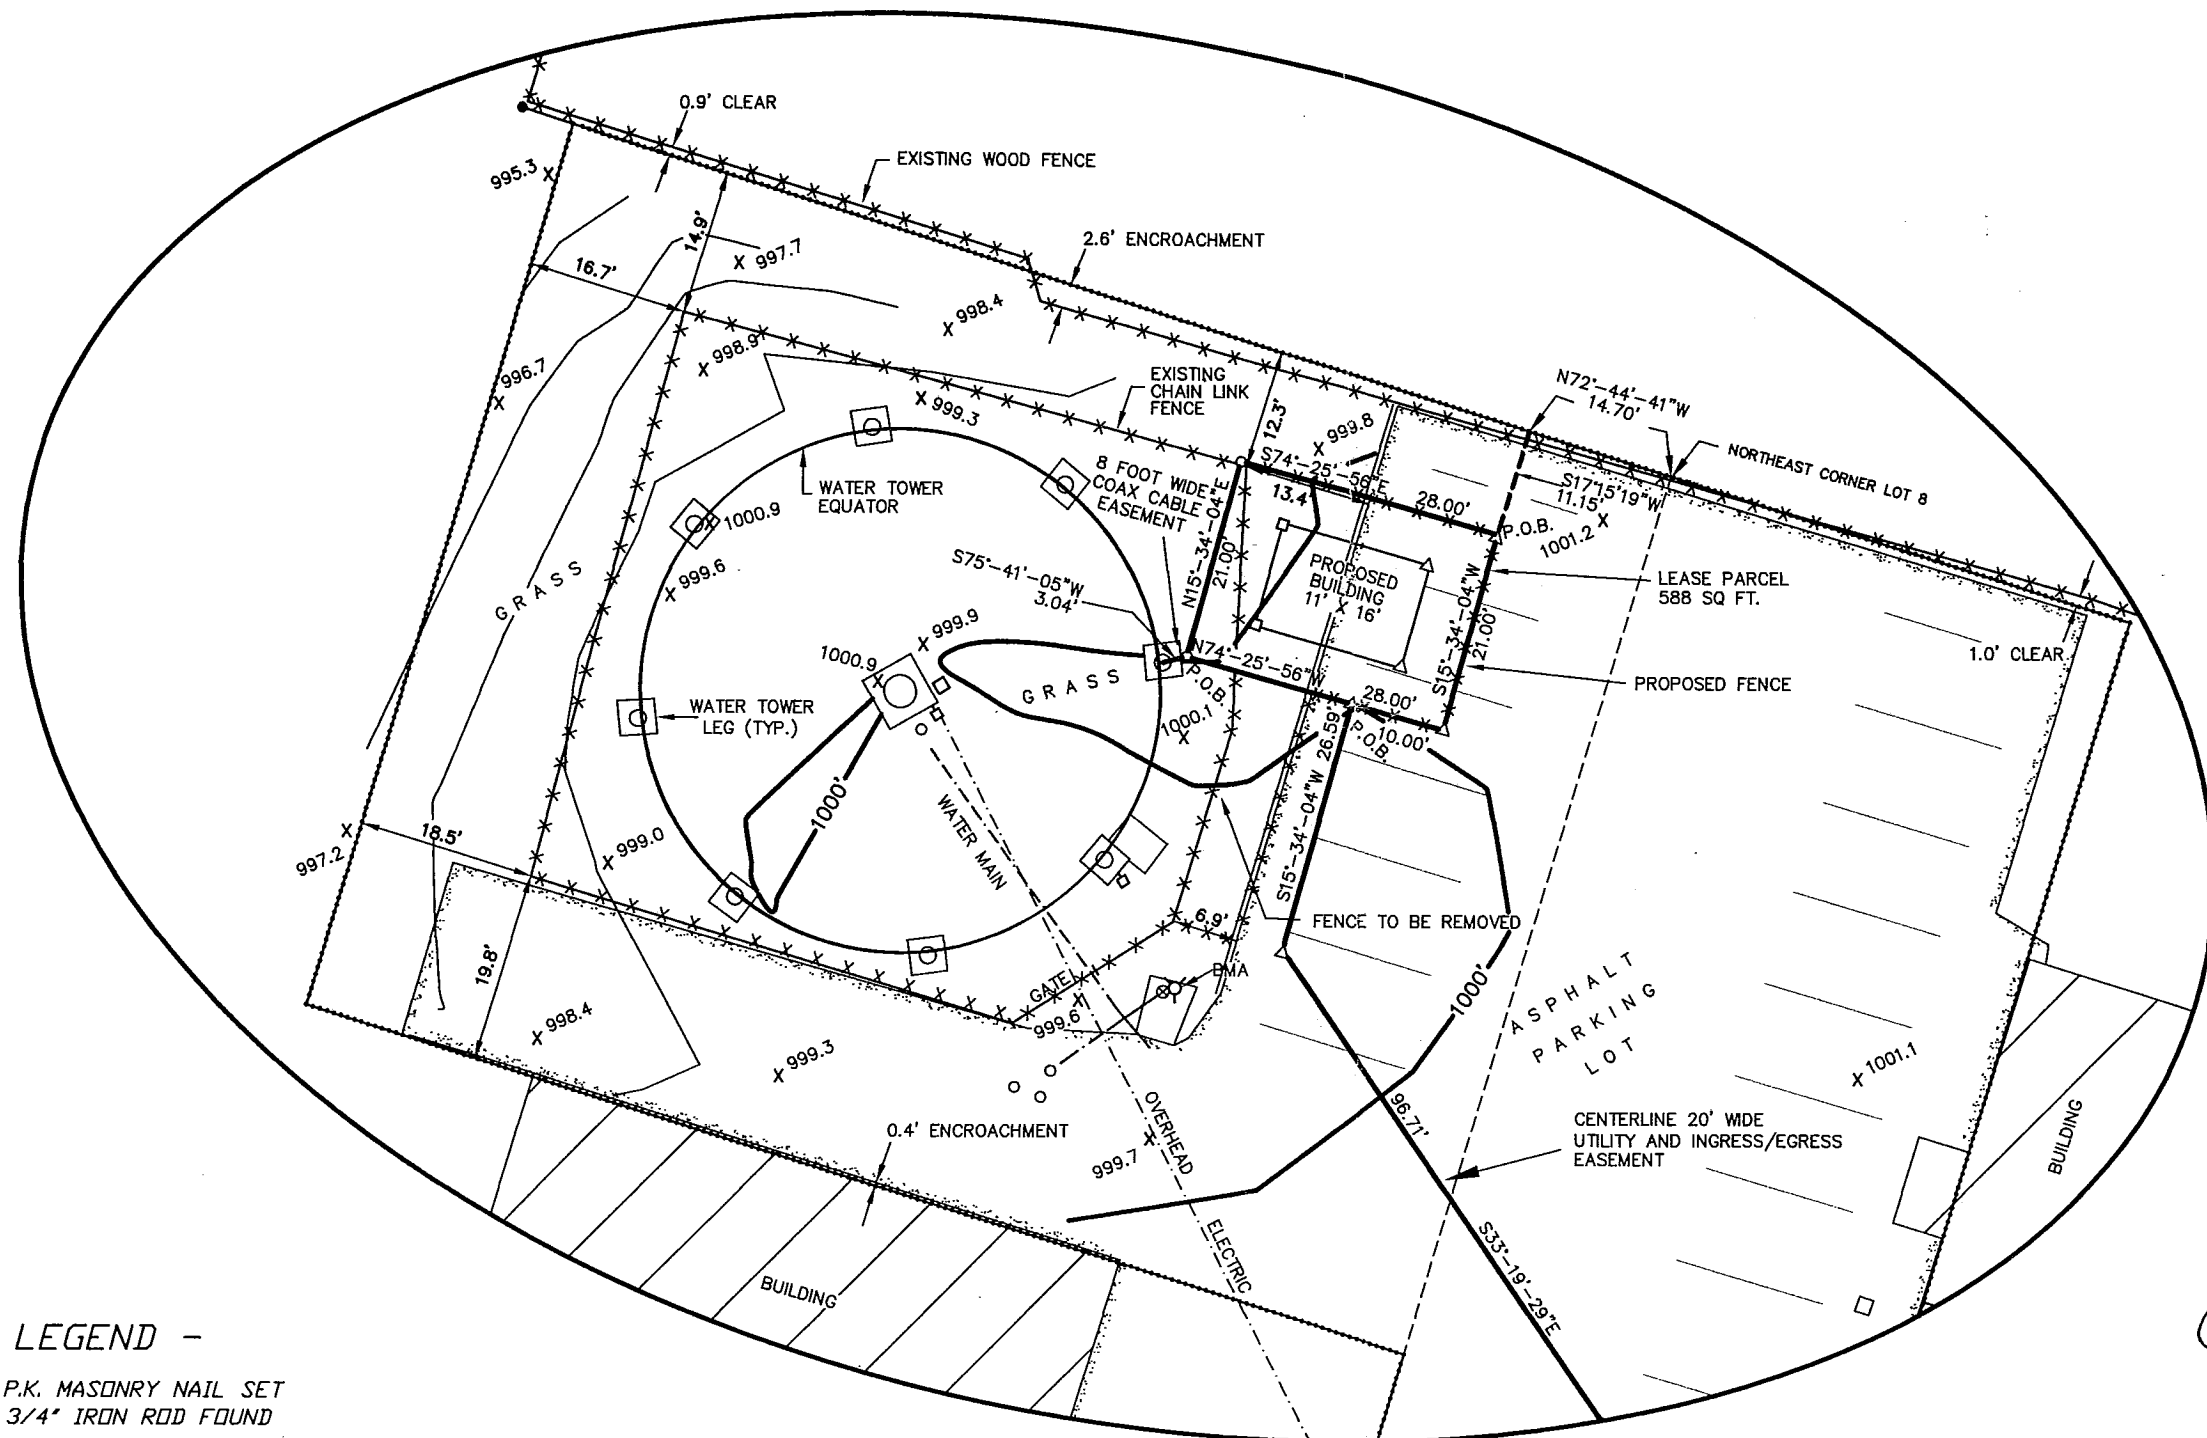 0.9' CLEAR
EXISTING WOOD FENCE
995.3
14.9'
997.7
2.6' ENCROACHMENT
16.7'
998.4
998.9
996.7
EXISTING
CHAIN LINK
FENCE
999.3
12.3'
999.8
N72°-44'-41"W
14.70'
NORTHEAST CORNER LOT 8
8 FOOT WIDE
COAX CABLE
EASEMENT
S74°-25'-56"E
13.4'
28.00'
S17°15'19"W
11.15'
P.O.B.
1001.2
WATER TOWER
EQUATOR
1000.9
999.6
N15°-34'-04"E
21.00'
S75°-41'-05"W
3.04'
PROPOSED
BUILDING
11' X 16'
LEASE PARCEL
588 SQ FT.
S15°-34'-04"W
21.00'
1.0' CLEAR
GRASS
999.9
1000.9
GRASS
N74°-25'-56"W
P.O.B.
28.00'
PROPOSED FENCE
WATER TOWER
LEG (TYP.)
1000.1
10.00'
P.O.B.
S15°-34'-04"W 26.59'
1000'
WATER MAIN
18.5'
999.0
997.2
6.9'
FENCE TO BE REMOVED
19.8'
GATE
BMA
999.6
998.4
999.3
1000'
ASPHALT
PARKING
LOT
1001.1
0.4' ENCROACHMENT
999.7
OVERHEAD
ELECTRIC
96.71'
CENTERLINE 20' WIDE
UTILITY AND INGRESS/EGRESS
EASEMENT
BUILDING
S33°-19'-29"E
BUILDING
LEGEND -
P.K. MASONRY NAIL SET
3/4" IRON ROD FOUND